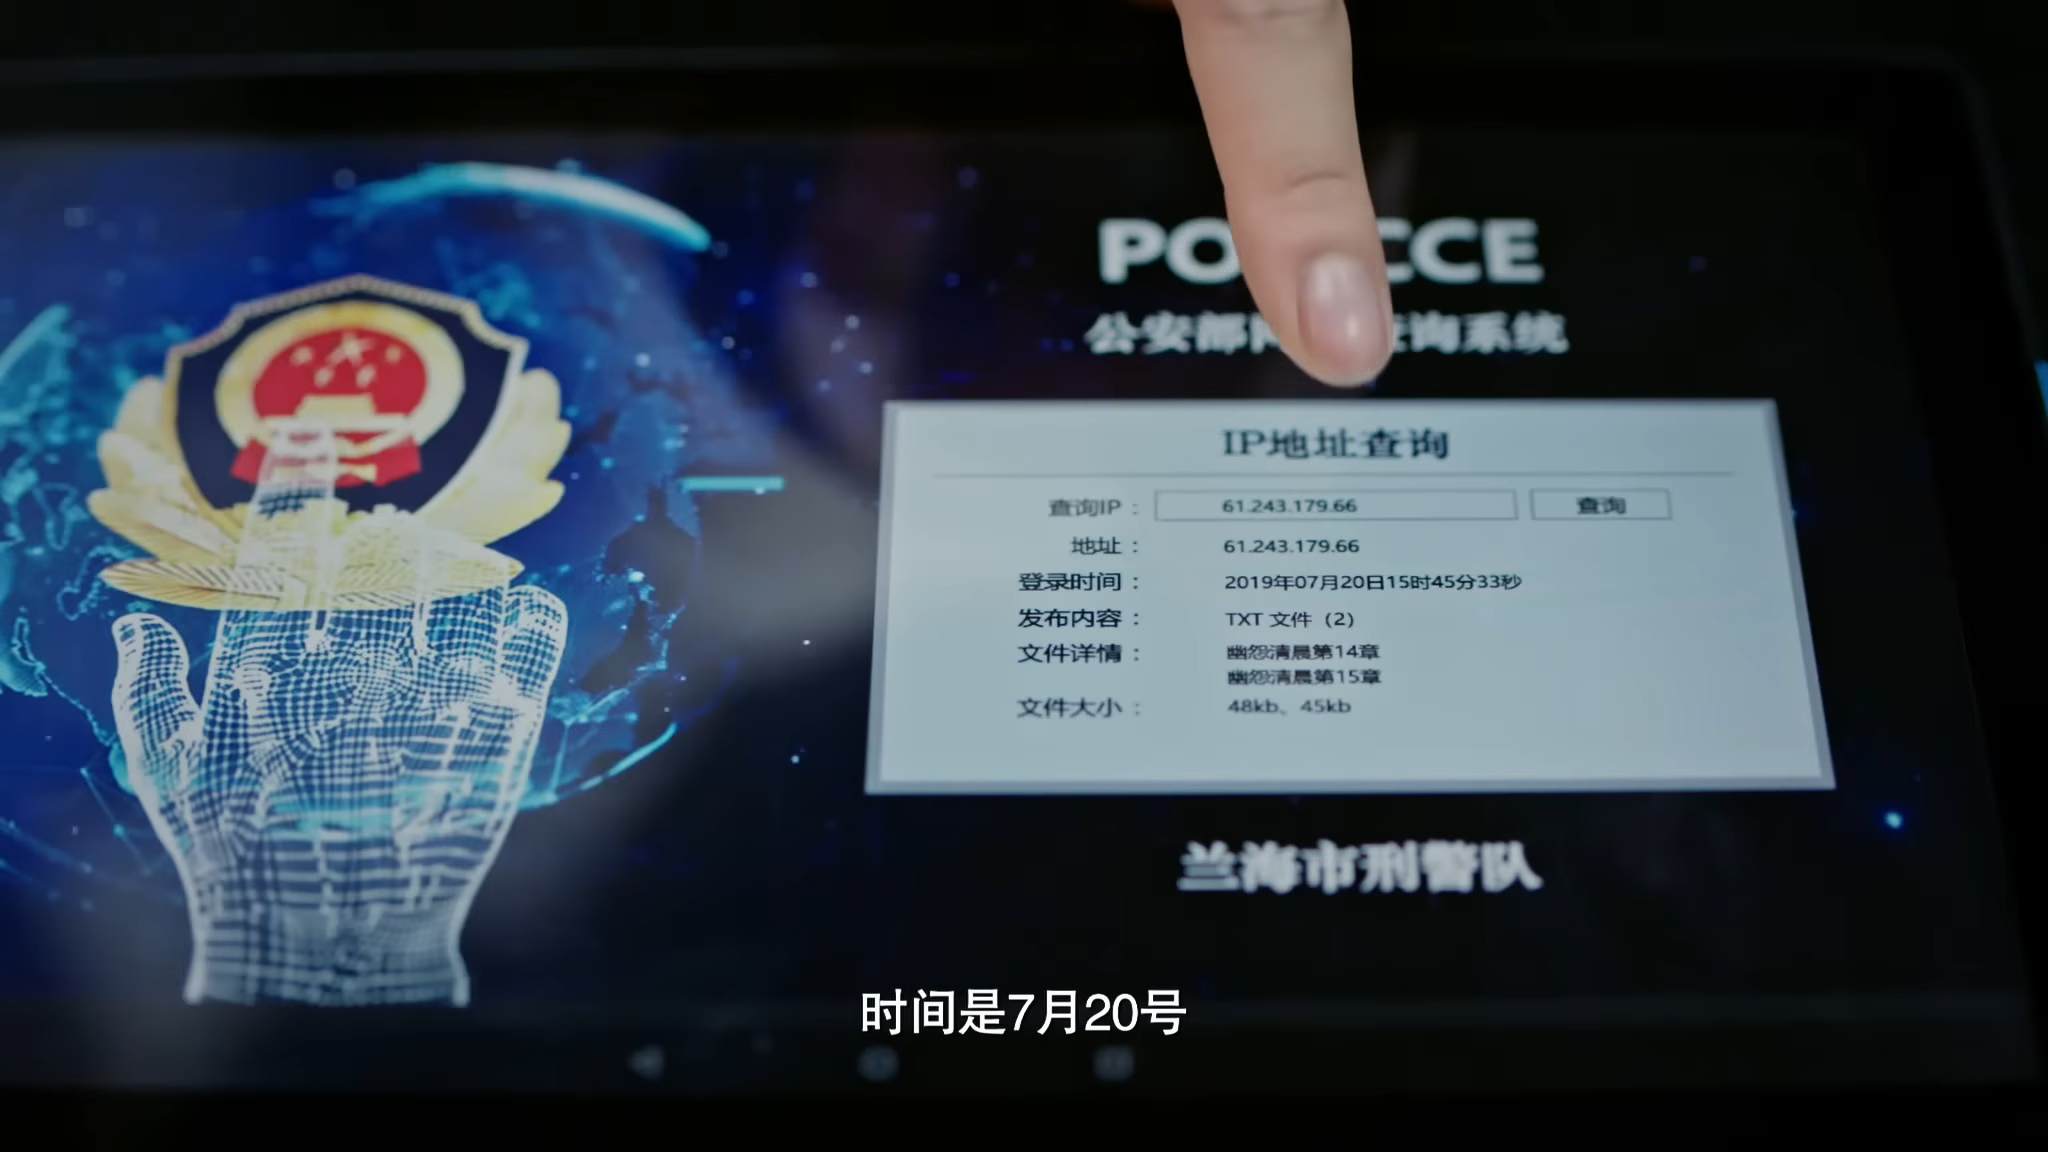 PO CCE
公安部 查询系统
IP地址查询
查询IP： 61.243.179.66 查询
地址： 61.243.179.66
登录时间： 2019年07月20日15时45分33秒
发布内容： TXT 文件（2）
文件详情： 幽怨清晨第14章
幽怨清晨第15章
文件大小： 48kb、45kb
兰海市刑警队
时间是7月20号